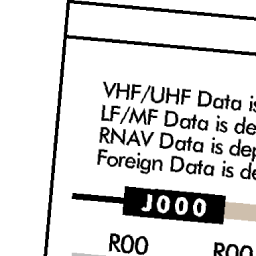 VHF/UHF Data is
LF/MF Data is de
RNAV Data is dep
Foreign Data is de
J000
R00 R00